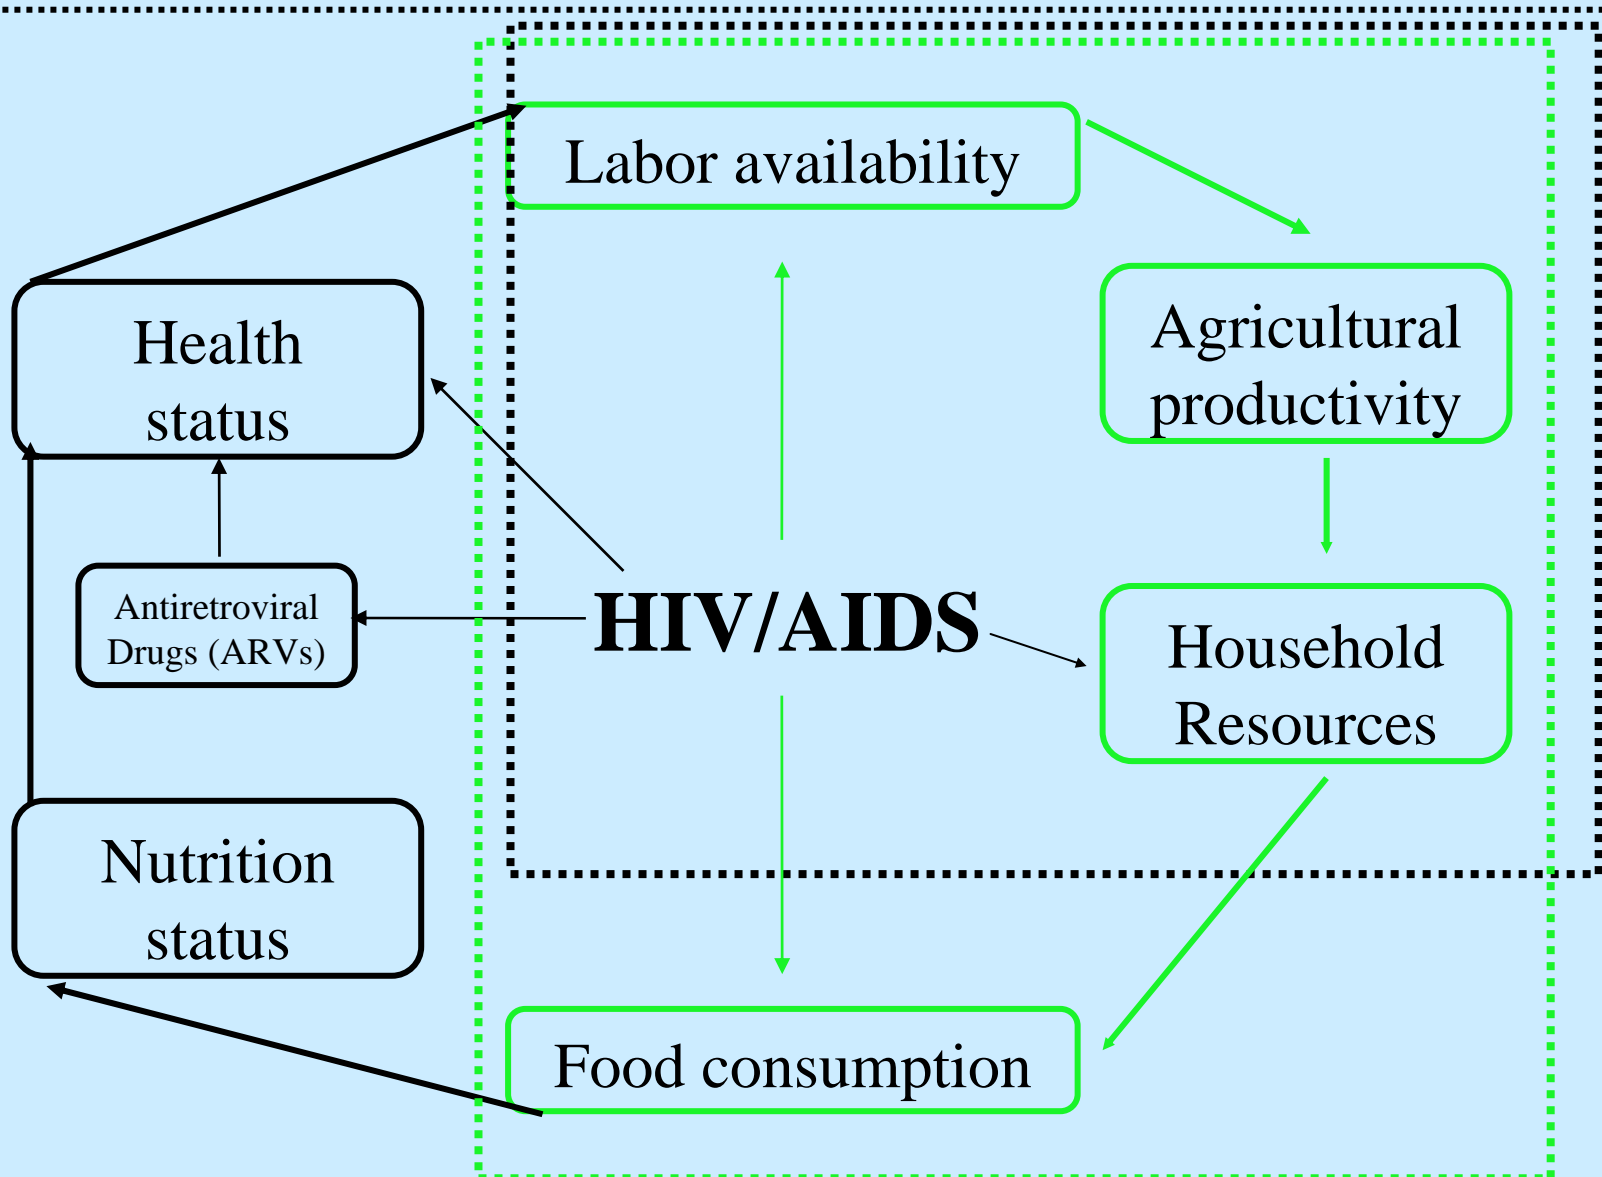 Labor availability
Health
status
Agricultural
productivity
Antiretroviral
Drugs (ARVs)
HIV/AIDS
Household
Resources
Nutrition
status
Food consumption